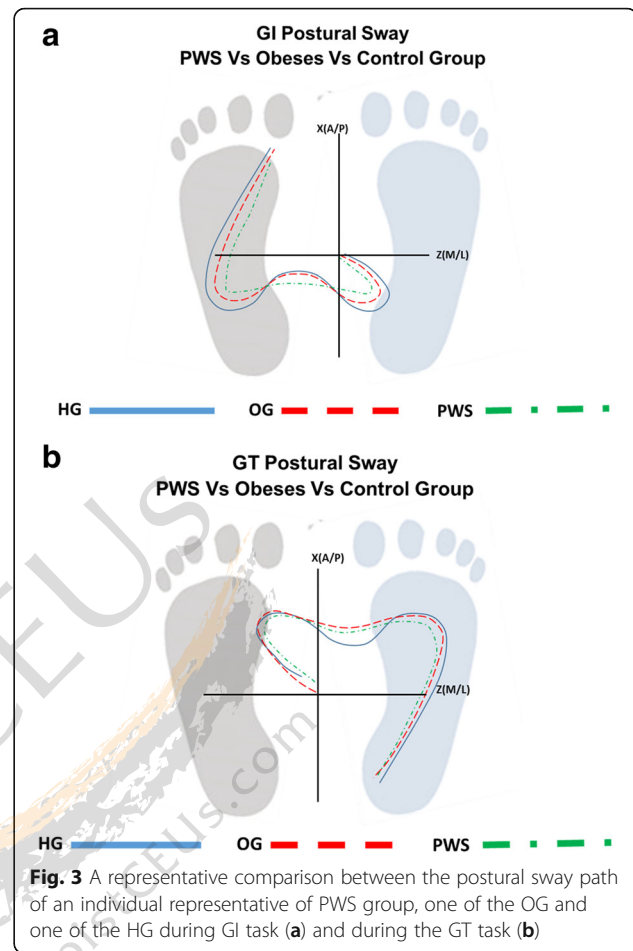 a
GI Postural Sway
PWS Vs Obeses Vs Control Group
X(A/P)
Z(M/L)
HG OG PWS
b
GT Postural Sway
PWS Vs Obeses Vs Control Group
X(A/P)
Z(M/L)
HG OG PWS
Fig. 3 A representative comparison between the postural sway path
of an individual representative of PWS group, one of the OG and
one of the HG during GI task (a) and during the GT task (b)